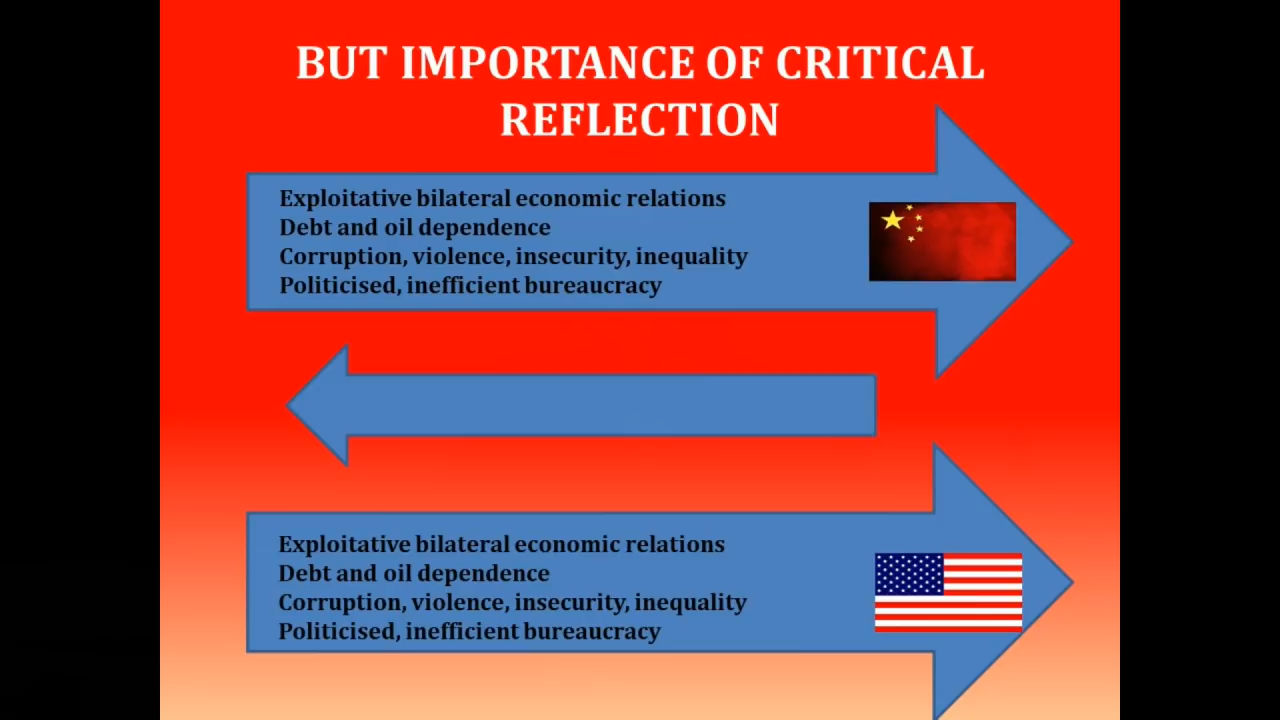 BUT IMPORTANCE OF CRITICAL
REFLECTION
Exploitative bilateral economic relations
Debt and oil dependence
Corruption, violence, insecurity, inequality
Politicised, inefficient bureaucracy
Exploitative bilateral economic relations
Debt and oil dependence
Corruption, violence, insecurity, inequality
Politicised, inefficient bureaucracy